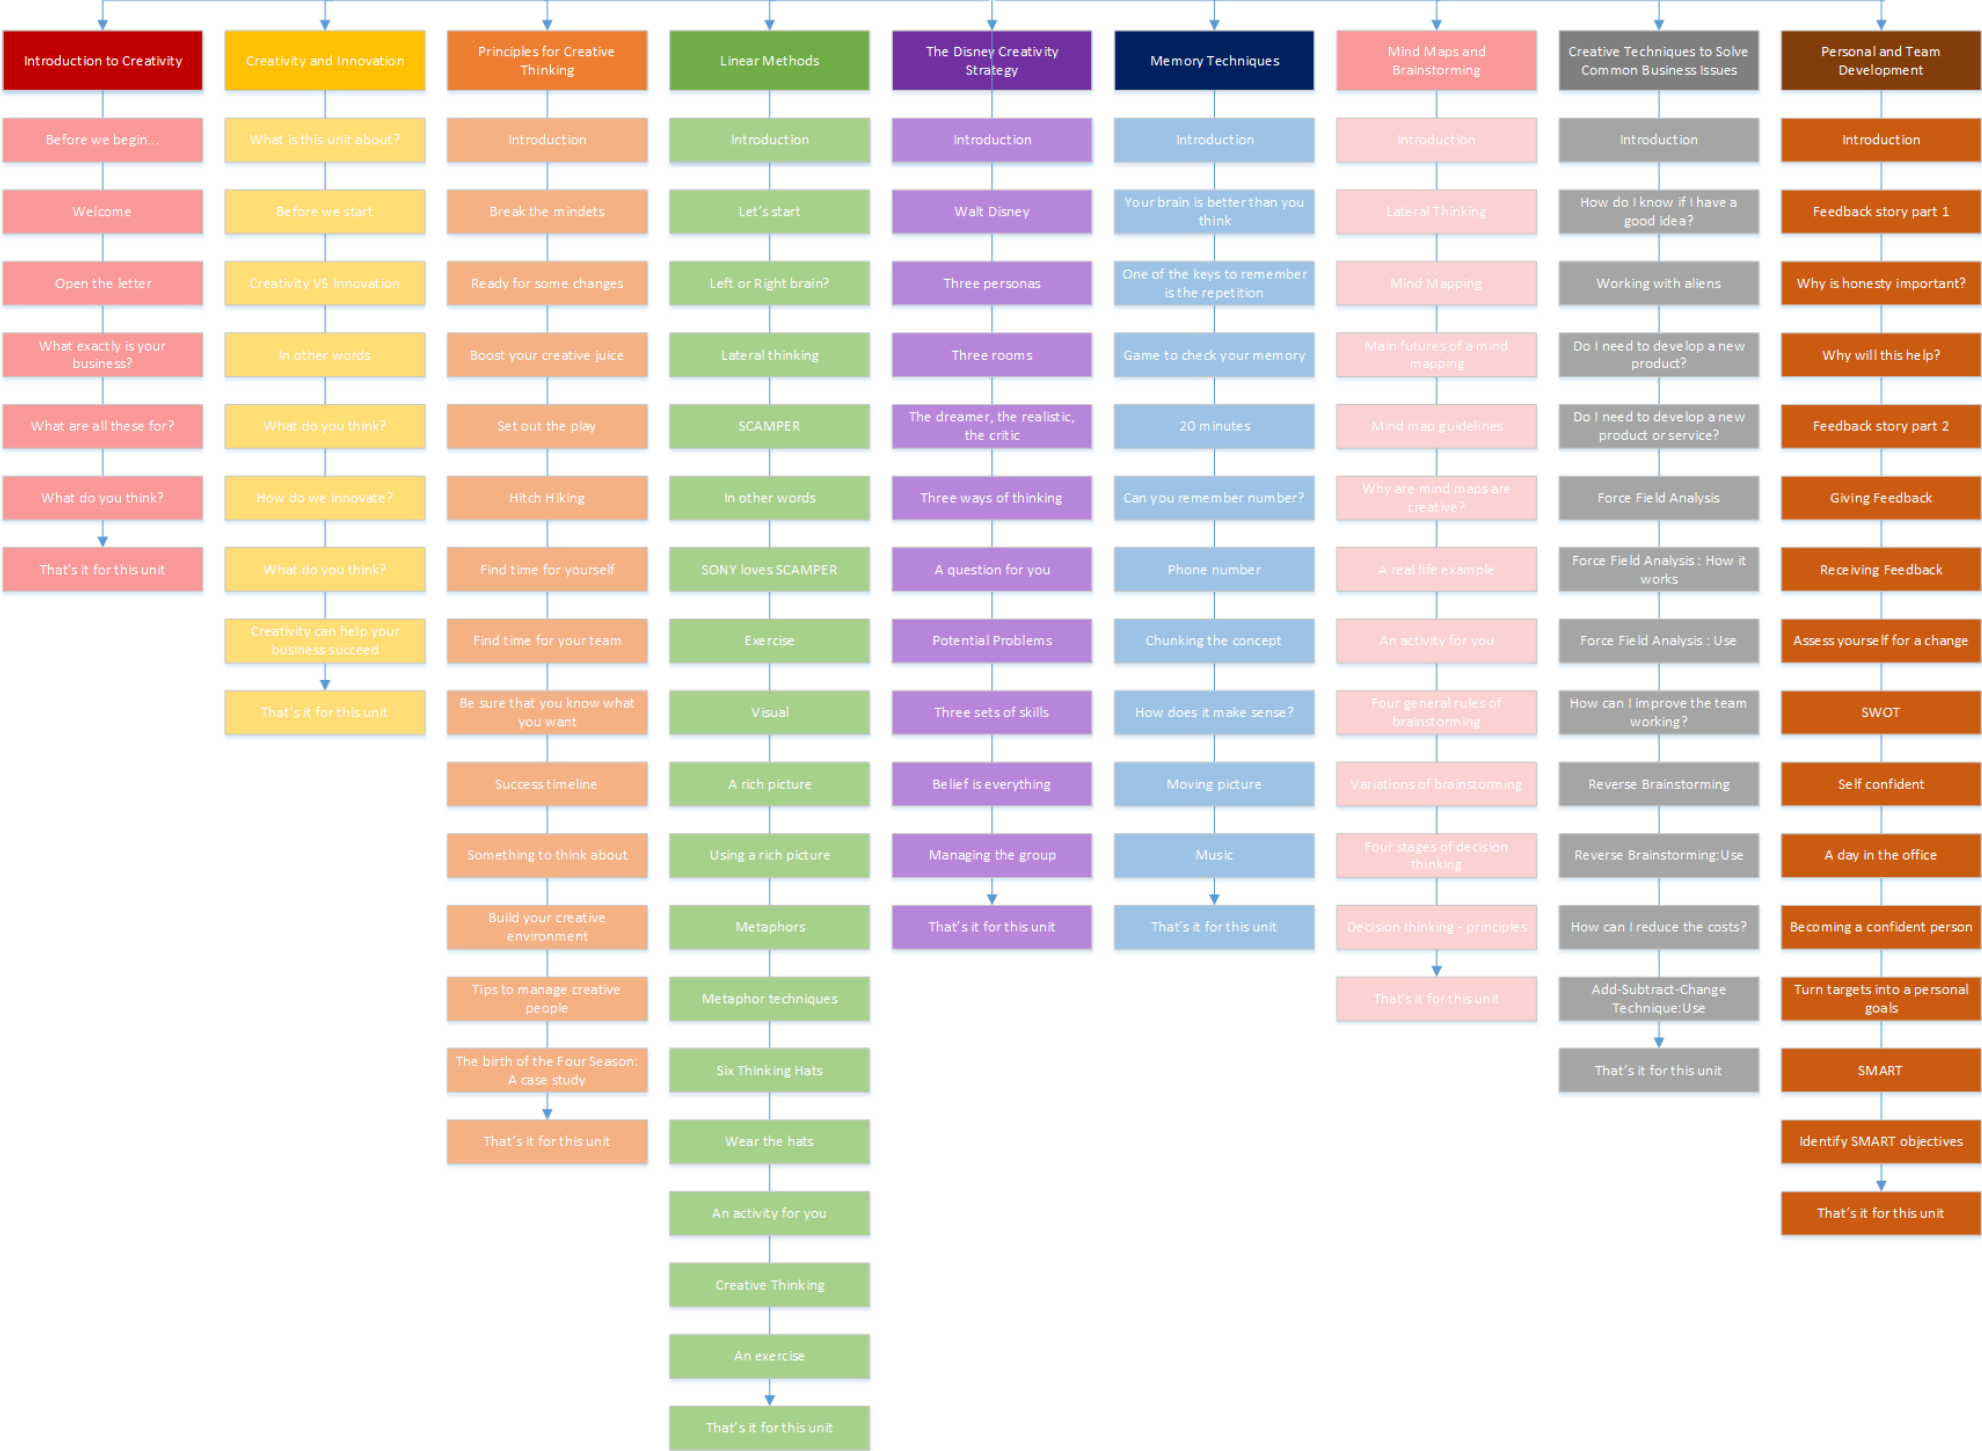 Introduction to Creativity
Before we begin...
Welcome
Open the letter
What exactly is your
business?
What are all these for?
What do you think?
That's it for this unit
Creativity and Innovation
What is this unit about?
Before we start
Creativity VS Innovation
In other words
What do you think?
How do we innovate?
What do you think?
Creativity can help your
business succeed
That's it for this unit
Principles for Creative
Thinking
Introduction
Break the mindets
Ready for some changes
Boost your creative juice
Set out the play
Hitch Hiking
Find time for yourself
Find time for your team
Be sure that you know what
you want
Success timeline
Something to think about
Build your creative
environment
Tips to manage creative
people
The birth of the Four Season:
A case study
That's it for this unit
Linear Methods
Introduction
Let's start
Left or Right brain?
Lateral thinking
SCAMPER
In other words
SONY loves SCAMPER
Exercise
Visual
A rich picture
Using a rich picture
Metaphors
Metaphor techniques
Six Thinking Hats
Wear the hats
An activity for you
Creative Thinking
An exercise
That's it for this unit
The Disney Creativity
Strategy
Introduction
Walt Disney
Three personas
Three rooms
The dreamer, the realistic,
the critic
Three ways of thinking
A question for you
Potential Problems
Three sets of skills
Belief is everything
Managing the group
That's it for this unit
Memory Techniques
Introduction
Your brain is better than you
think
One of the keys to remember
is the repetition
Game to check your memory
20 minutes
Can you remember number?
Phone number
Chunking the concept
How does it make sense?
Moving picture
Music
That's it for this unit
Mind Maps and
Brainstorming
Introduction
Lateral Thinking
Mind Mapping
Main futures of a mind
mapping
Mind map guidelines
Why are mind maps are
creative?
A real life example
An activity for you
Four general rules of
brainstorming
Variations of brainstorming
Four stages of decision
thinking
Decision thinking - principles
That's it for this unit
Creative Techniques to Solve
Common Business Issues
Introduction
How do I know if I have a
good idea?
Working with aliens
Do I need to develop a new
product?
Do I need to develop a new
product or service?
Force Field Analysis
Force Field Analysis : How it
works
Force Field Analysis : Use
How can I improve the team
working?
Reverse Brainstorming
Reverse Brainstorming:Use
How can I reduce the costs?
Add-Subtract-Change
Technique:Use
That's it for this unit
Personal and Team
Development
Introduction
Feedback story part 1
Why is honesty important?
Why will this help?
Feedback story part 2
Giving Feedback
Receiving Feedback
Assess yourself for a change
SWOT
Self confident
A day in the office
Becoming a confident person
Turn targets into a personal
goals
SMART
Identify SMART objectives
That's it for this unit